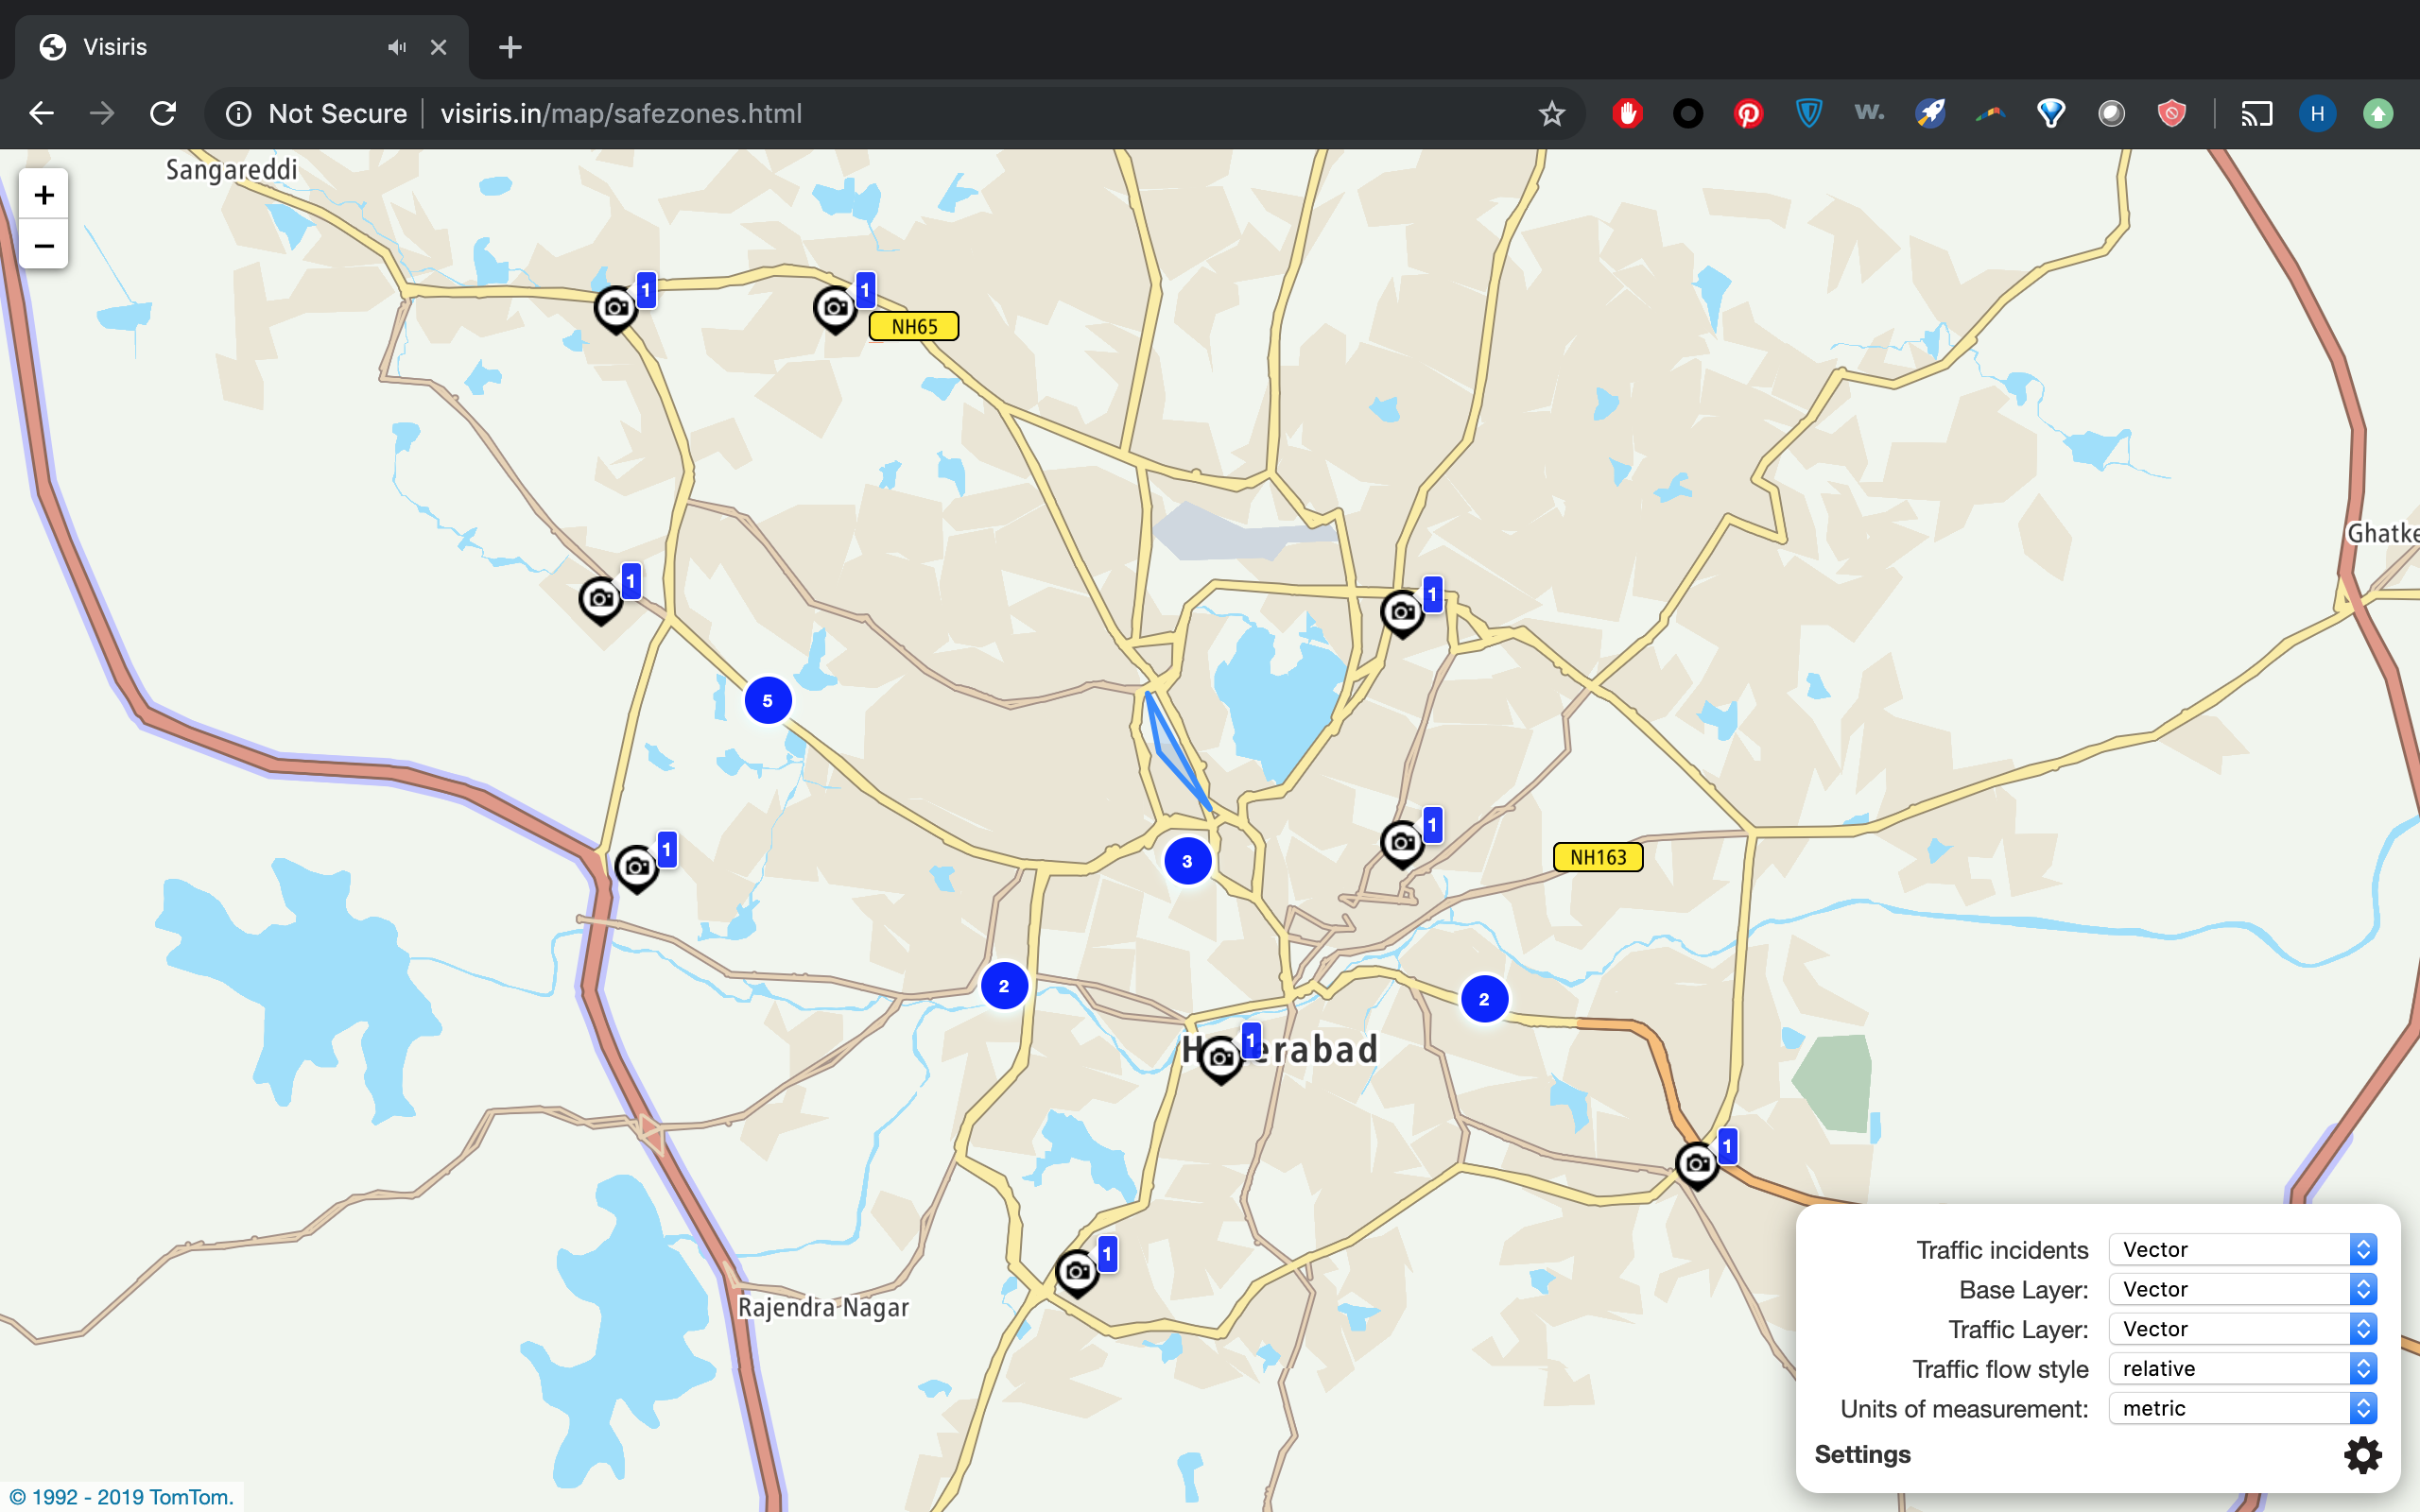 Visiris
Not Secure
visiris.in/map/safezones.html
w.
H
Sangareddi
+
−
1
1
NH65
Ghatke
1
1
5
1
1
3
NH163
2
2
1
H erabad
1
1
Rajendra Nagar
Traffic incidents Vector
Base Layer: Vector
Traffic Layer: Vector
Traffic flow style relative
Units of measurement: metric
Settings
© 1992 - 2019 TomTom.